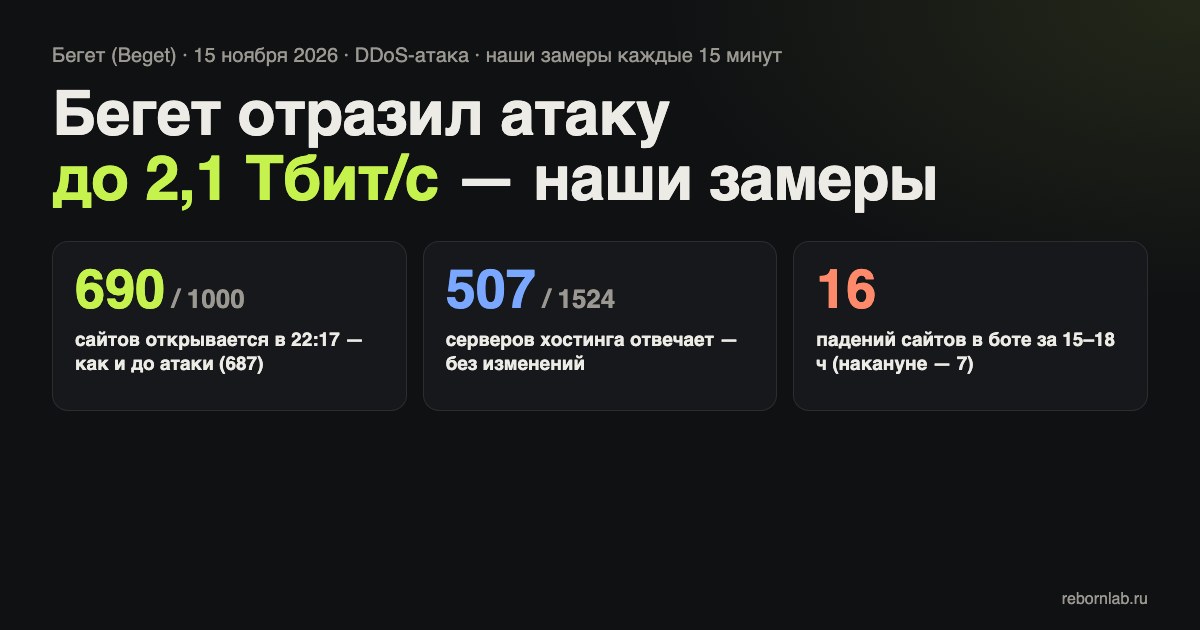 Бегет (Beget) · 15 ноября 2026 · DDoS-атака · наши замеры каждые 15 минут
Бегет отразил атаку
до 2,1 Тбит/с — наши замеры
690 / 1000
сайтов открывается в 22:17 —
как и до атаки (687)
507 / 1524
серверов хостинга отвечает —
без изменений
16
падений сайтов в боте за 15–18
ч (накануне — 7)
rebornlab.ru